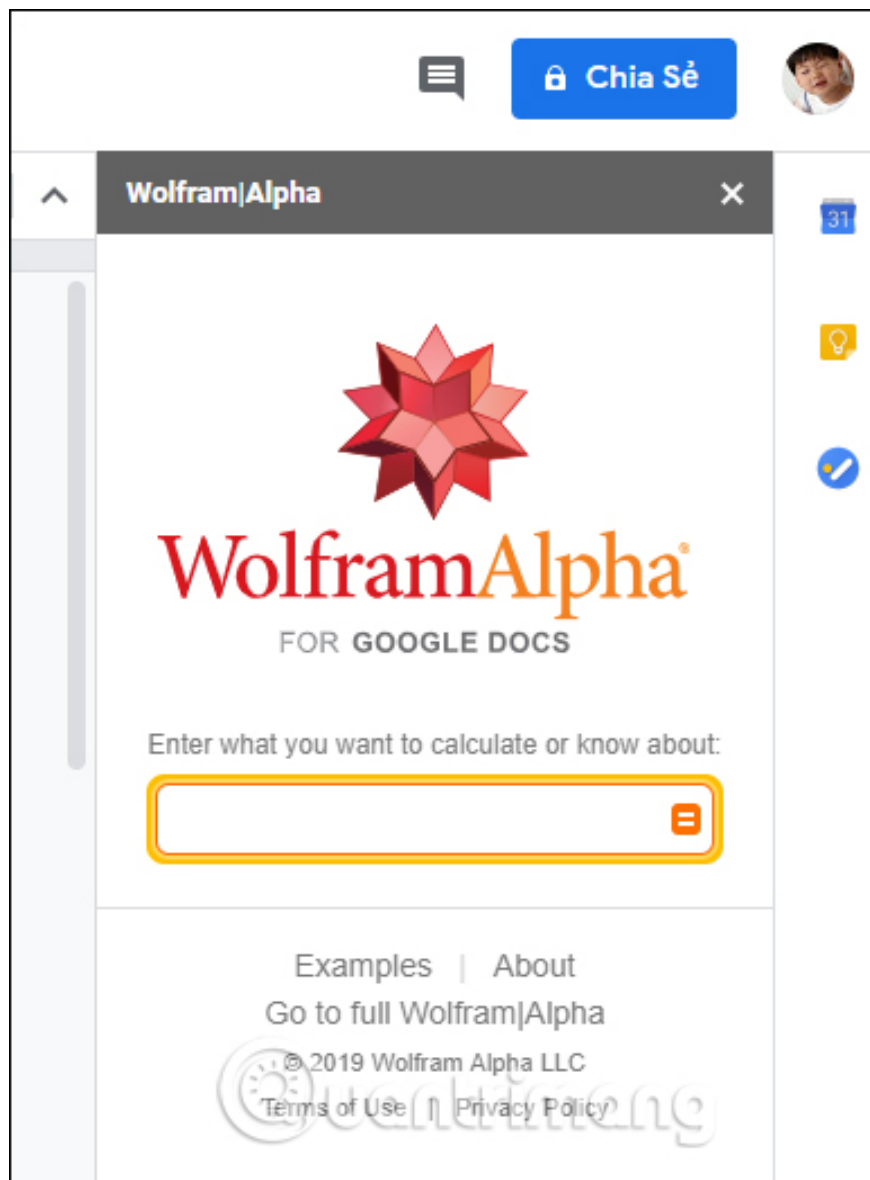 Chia Sẻ
Wolfram|Alpha
31
WolframAlpha®
FOR GOOGLE DOCS
Enter what you want to calculate or know about:
Examples | About
Go to full Wolfram|Alpha
© 2019 Wolfram Alpha LLC
Terms of Use | Privacy Policy
Quantrimang